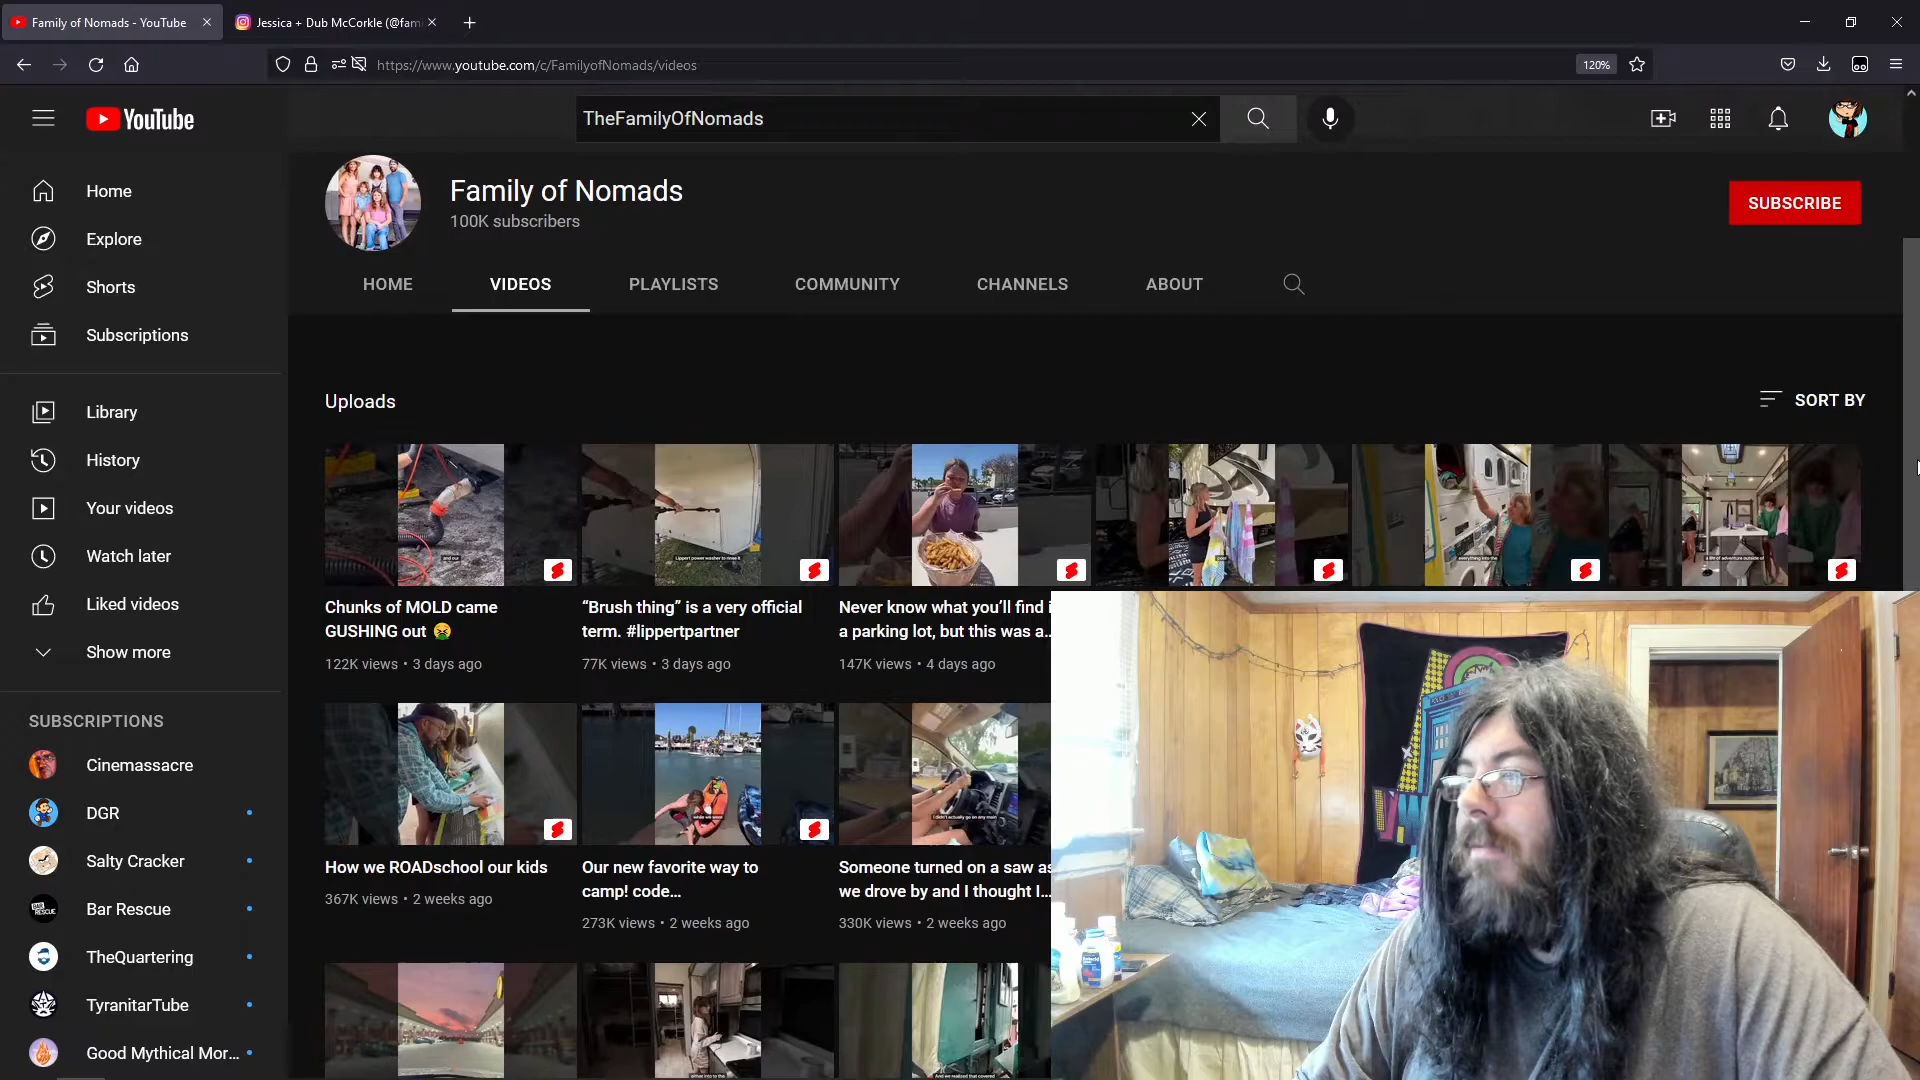 Family of Nomads - YouTube
Jessica + Dub McCorkle (@fam
https://www.youtube.com/c/FamilyofNomads/videos
120%
YouTube
TheFamilyOfNomads
Home
Explore
Shorts
Subscriptions
Library
History
Your videos
Watch later
Liked videos
Show more
SUBSCRIPTIONS
Cinemassacre
DGR
Salty Cracker
Bar Rescue
TheQuartering
TyranitarTube
Good Mythical Mor...
Family of Nomads
100K subscribers
SUBSCRIBE
HOME
VIDEOS
PLAYLISTS
COMMUNITY
CHANNELS
ABOUT
Uploads
SORT BY
Chunks of MOLD came
GUSHING out 🤮
122K views • 3 days ago
“Brush thing” is a very official
term. #lippertpartner
77K views • 3 days ago
Never know what you’ll find i
a parking lot, but this was a...
147K views • 4 days ago
How we ROADschool our kids
367K views • 2 weeks ago
Our new favorite way to
camp! code...
273K views • 2 weeks ago
Someone turned on a saw as
we drove by and I thought I...
330K views • 2 weeks ago